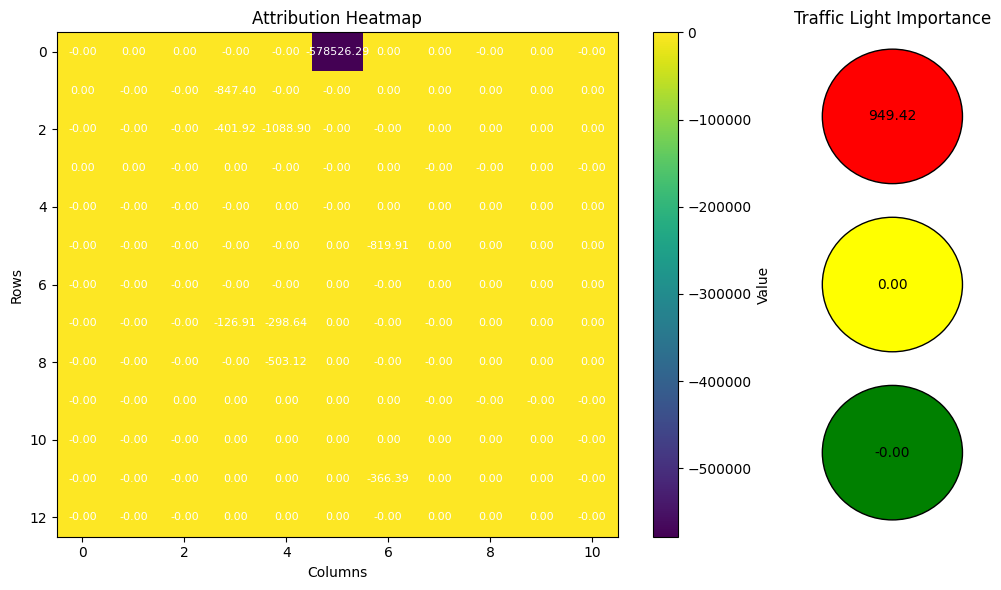 Attribution Heatmap
Traffic Light Importance
0 -0.00 0.00 0.00 -0.00 -0.00 -578526.29 0.00 0.00 -0.00 0.00 0.00
0.00 -0.00 -0.00 -847.40 -0.00 -0.00 0.00 0.00 0.00 0.00 0.00
2 -0.00 -0.00 -0.00 -401.92 -1088.90 -0.00 -0.00 0.00 0.00 0.00 0.00
0.00 0.00 -0.00 0.00 -0.00 -0.00 0.00 -0.00 -0.00 0.00 -0.00
4 -0.00 -0.00 -0.00 -0.00 0.00 -0.00 0.00 0.00 0.00 0.00 0.00
-0.00 -0.00 -0.00 -0.00 -0.00 0.00 -819.91 0.00 0.00 0.00 0.00
6 -0.00 -0.00 -0.00 -0.00 -0.00 0.00 -0.00 0.00 0.00 0.00 0.00
-0.00 -0.00 -0.00 -126.91 -298.64 0.00 -0.00 -0.00 0.00 0.00 0.00
8 -0.00 -0.00 -0.00 -0.00 -503.12 0.00 -0.00 -0.00 0.00 0.00 0.00
-0.00 -0.00 0.00 -0.00 0.00 0.00 0.00 -0.00 -0.00 -0.00 -0.00
10 -0.00 -0.00 -0.00 -0.00 0.00 0.00 -0.00 0.00 0.00 0.00 -0.00
-0.00 -0.00 -0.00 0.00 0.00 0.00 -366.39 -0.00 0.00 0.00 0.00
12 -0.00 -0.00 -0.00 0.00 -0.00 0.00 -0.00 0.00 0.00 0.00 -0.00
0 2 4 6 8 10
Rows
Columns
0
−100000
−200000
−300000
−400000
−500000
Value
949.42
0.00
-0.00